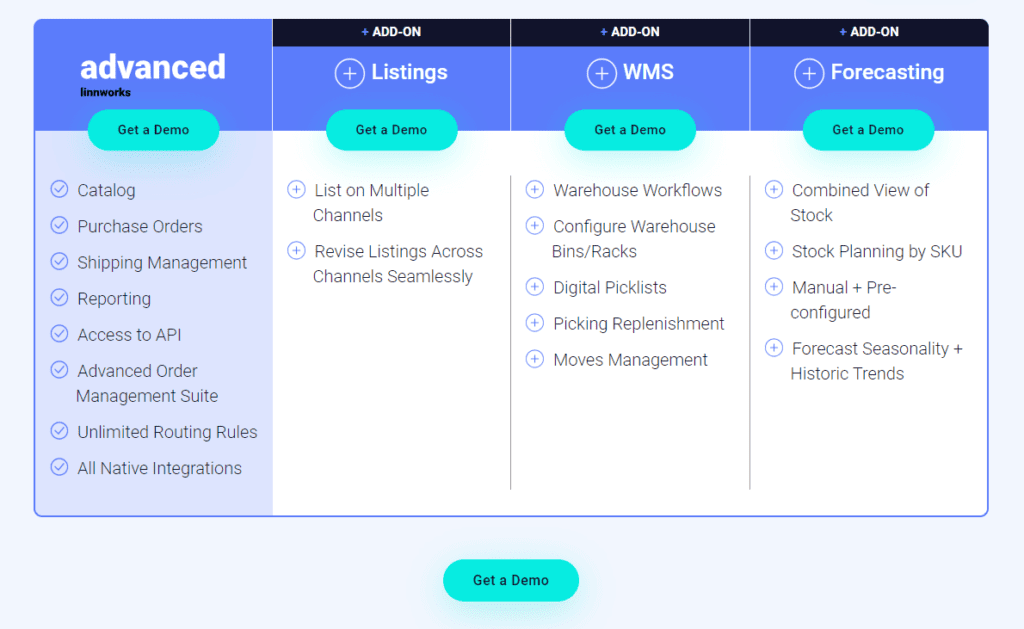 advanced
linnworks
Get a Demo
Catalog
Purchase Orders
Shipping Management
Reporting
Access to API
Advanced Order
Management Suite
Unlimited Routing Rules
All Native Integrations
+ ADD-ON
Listings
Get a Demo
List on Multiple
Channels
Revise Listings Across
Channels Seamlessly
+ ADD-ON
WMS
Get a Demo
Warehouse Workflows
Configure Warehouse
Bins/Racks
Digital Picklists
Picking Replenishment
Moves Management
+ ADD-ON
Forecasting
Get a Demo
Combined View of
Stock
Stock Planning by SKU
Manual + Pre-
configured
Forecast Seasonality +
Historic Trends
Get a Demo